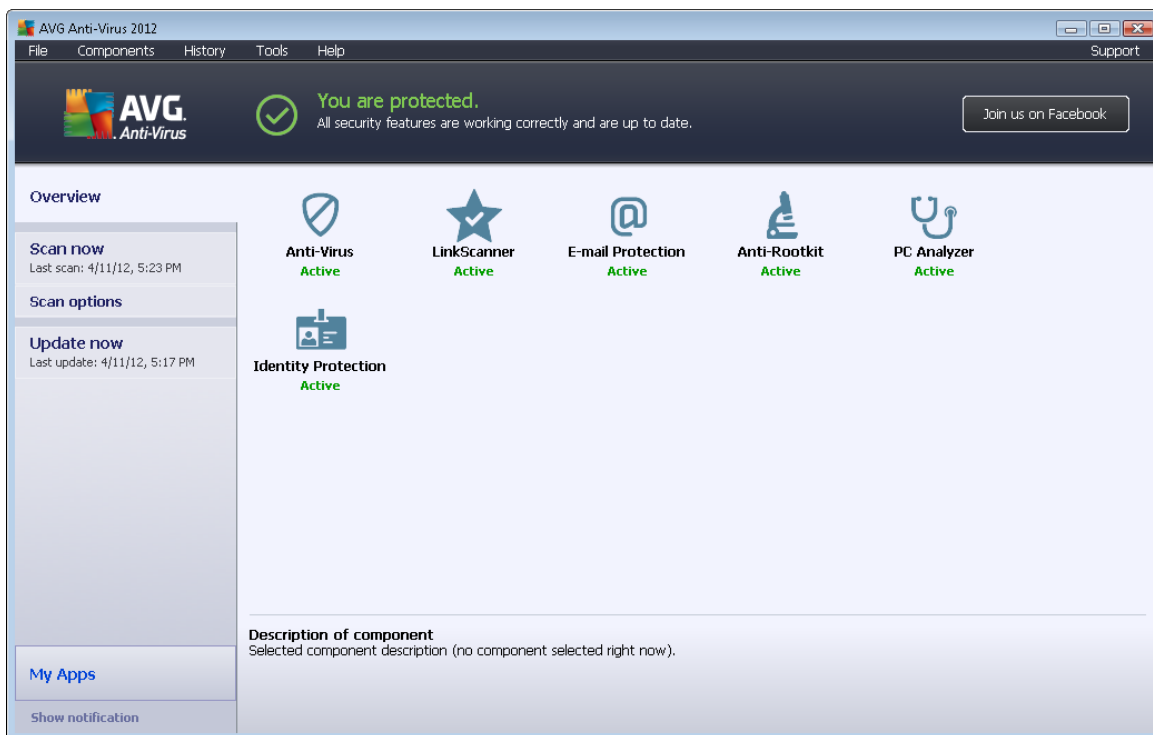 AVG Anti-Virus 2012
File Components History Tools Help Support
AVG.
Anti-Virus
You are protected.
All security features are working correctly and are up to date.
Join us on Facebook
Overview
Scan now
Last scan: 4/11/12, 5:23 PM
Scan options
Update now
Last update: 4/11/12, 5:17 PM
My Apps
Show notification
Anti-Virus LinkScanner E-mail Protection Anti-Rootkit PC Analyzer
Active Active Active Active Active
Identity Protection
Active
Description of component
Selected component description (no component selected right now).